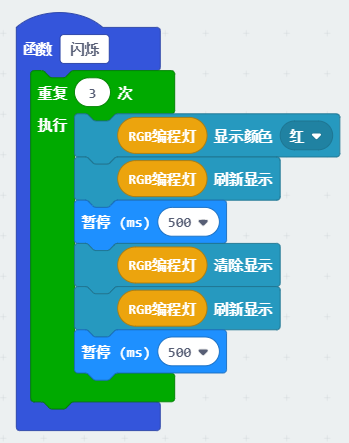 函数 闪烁
重复 3 次
执行
RGB编程灯 显示颜色 红
RGB编程灯 刷新显示
暂停 (ms) 500
RGB编程灯 清除显示
RGB编程灯 刷新显示
暂停 (ms) 500